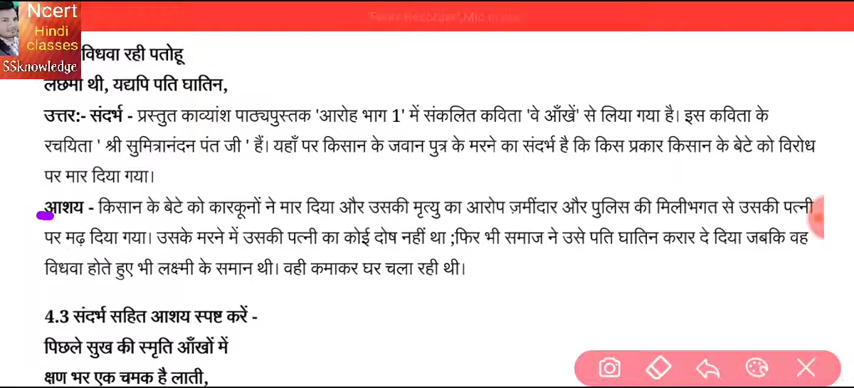 Ncert
Hindi
classes
SSknowledge
विधवा रही पतोहू
लछमी थी, यद्यपि पति घातिन,
उत्तर:- संदर्भ - प्रस्तुत काव्यांश पाठ्यपुस्तक 'आरोह भाग 1' में संकलित कविता 'वे आँखें' से लिया गया है। इस कविता के
रचयिता ' श्री सुमित्रानंदन पंत जी ' हैं। यहाँ पर किसान के जवान पुत्र के मरने का संदर्भ है कि किस प्रकार किसान के बेटे को विरोध
पर मार दिया गया।
आशय - किसान के बेटे को कारकूनों ने मार दिया और उसकी मृत्यु का आरोप ज़मींदार और पुलिस की मिलीभगत से उसकी पत्नी
पर मढ़ दिया गया। उसके मरने में उसकी पत्नी का कोई दोष नहीं था ;फिर भी समाज ने उसे पति घातिन करार दे दिया जबकि वह
विधवा होते हुए भी लक्ष्मी के समान थी। वही कमाकर घर चला रही थी।
4.3 संदर्भ सहित आशय स्पष्ट करें -
पिछले सुख की स्मृति आँखों में
क्षण भर एक चमक है लाती,